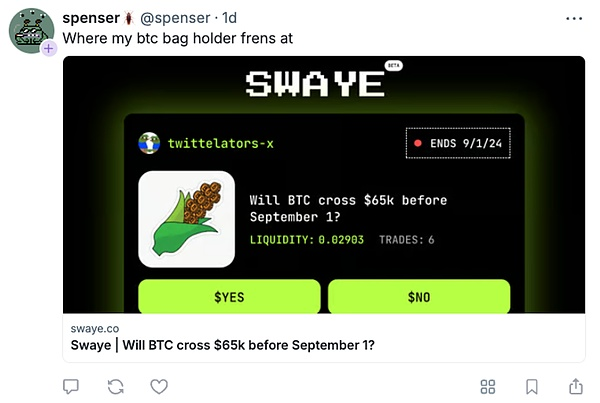 spenser🪳 @spenser · 1d
Where my btc bag holder frens at
SWAYE
BETA
twittelators-x
ENDS 9/1/24
Will BTC cross $65k before
September 1?
LIQUIDITY: 0.02903 TRADES: 6
$YES
$NO
swaye.co
Swaye | Will BTC cross $65k before September 1?